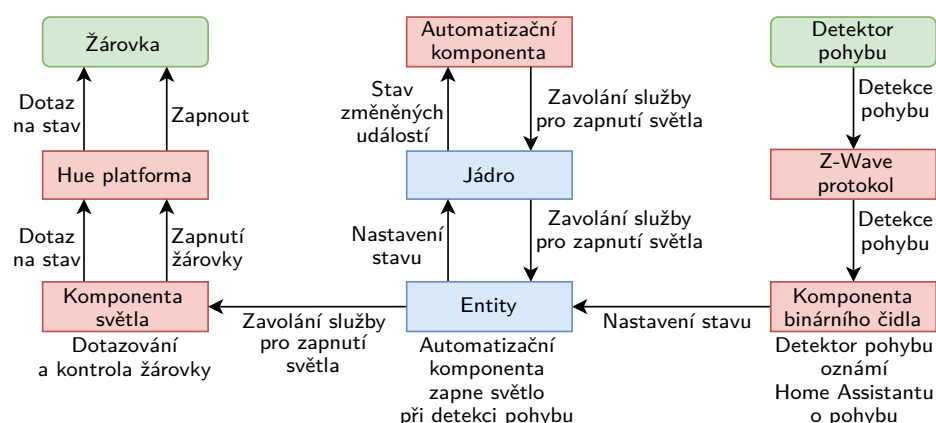 Žárovka
Dotaz
na stav
Zapnout
Hue platforma
Dotaz
na stav
Zapnutí
žárovky
Komponenta
světla
Dotazování
a kontrola žárovky
Zavolání služby
pro zapnutí
světla
Automatizační
komponenta
Stav
změněných
událostí
Zavolání služby
pro zapnutí světla
Jádro
Nastavení
stavu
Zavolání služby
pro zapnutí světla
Entity
Automatizační
komponenta
zapne světlo
při detekci pohybu
Nastavení stavu
Detektor
pohybu
Detekce
pohybu
Z-Wave
protokol
Detekce
pohybu
Komponenta
binárního čidla
Detektor pohybu
oznámí
Home Assistantu
o pohybu